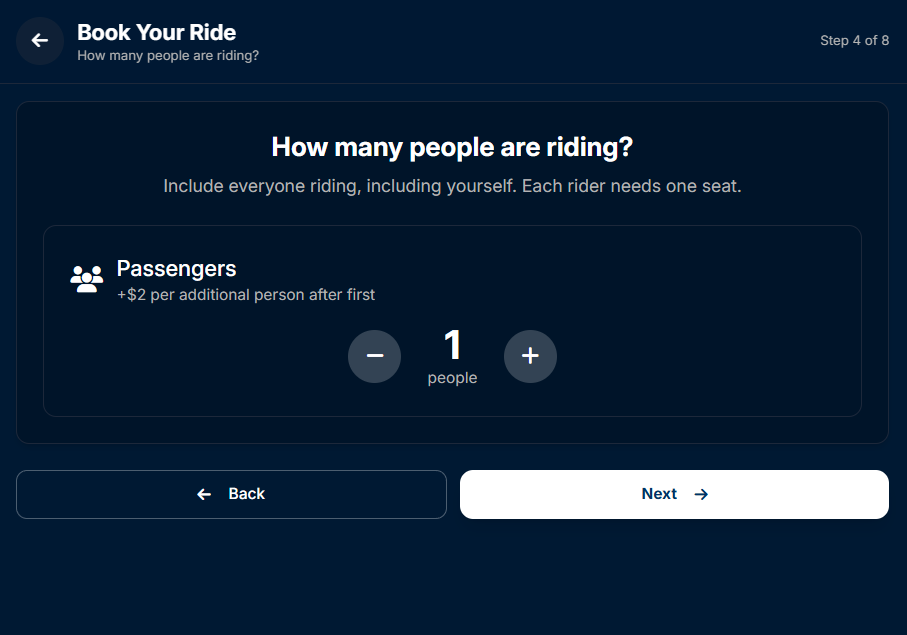 Book Your Ride
How many people are riding?
Step 4 of 8
How many people are riding?
Include everyone riding, including yourself. Each rider needs one seat.
Passengers
+$2 per additional person after first
1
people
Back
Next